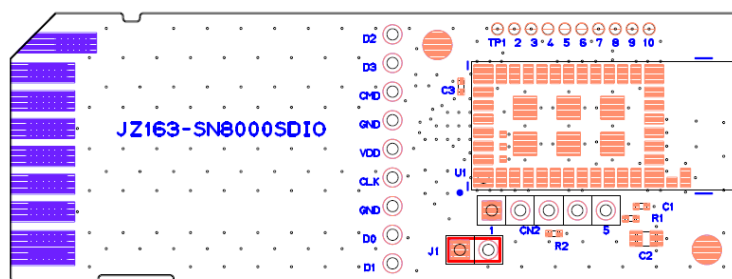 D2
TP1 2 3 4 5 6 7 8 9 10
D3
CMD
C3
GND
JZ163-SN8000SDIO
VDD
CLK
U1
GND
C1
1 CN2 5
R1
D0
J1
R2
C2
D1